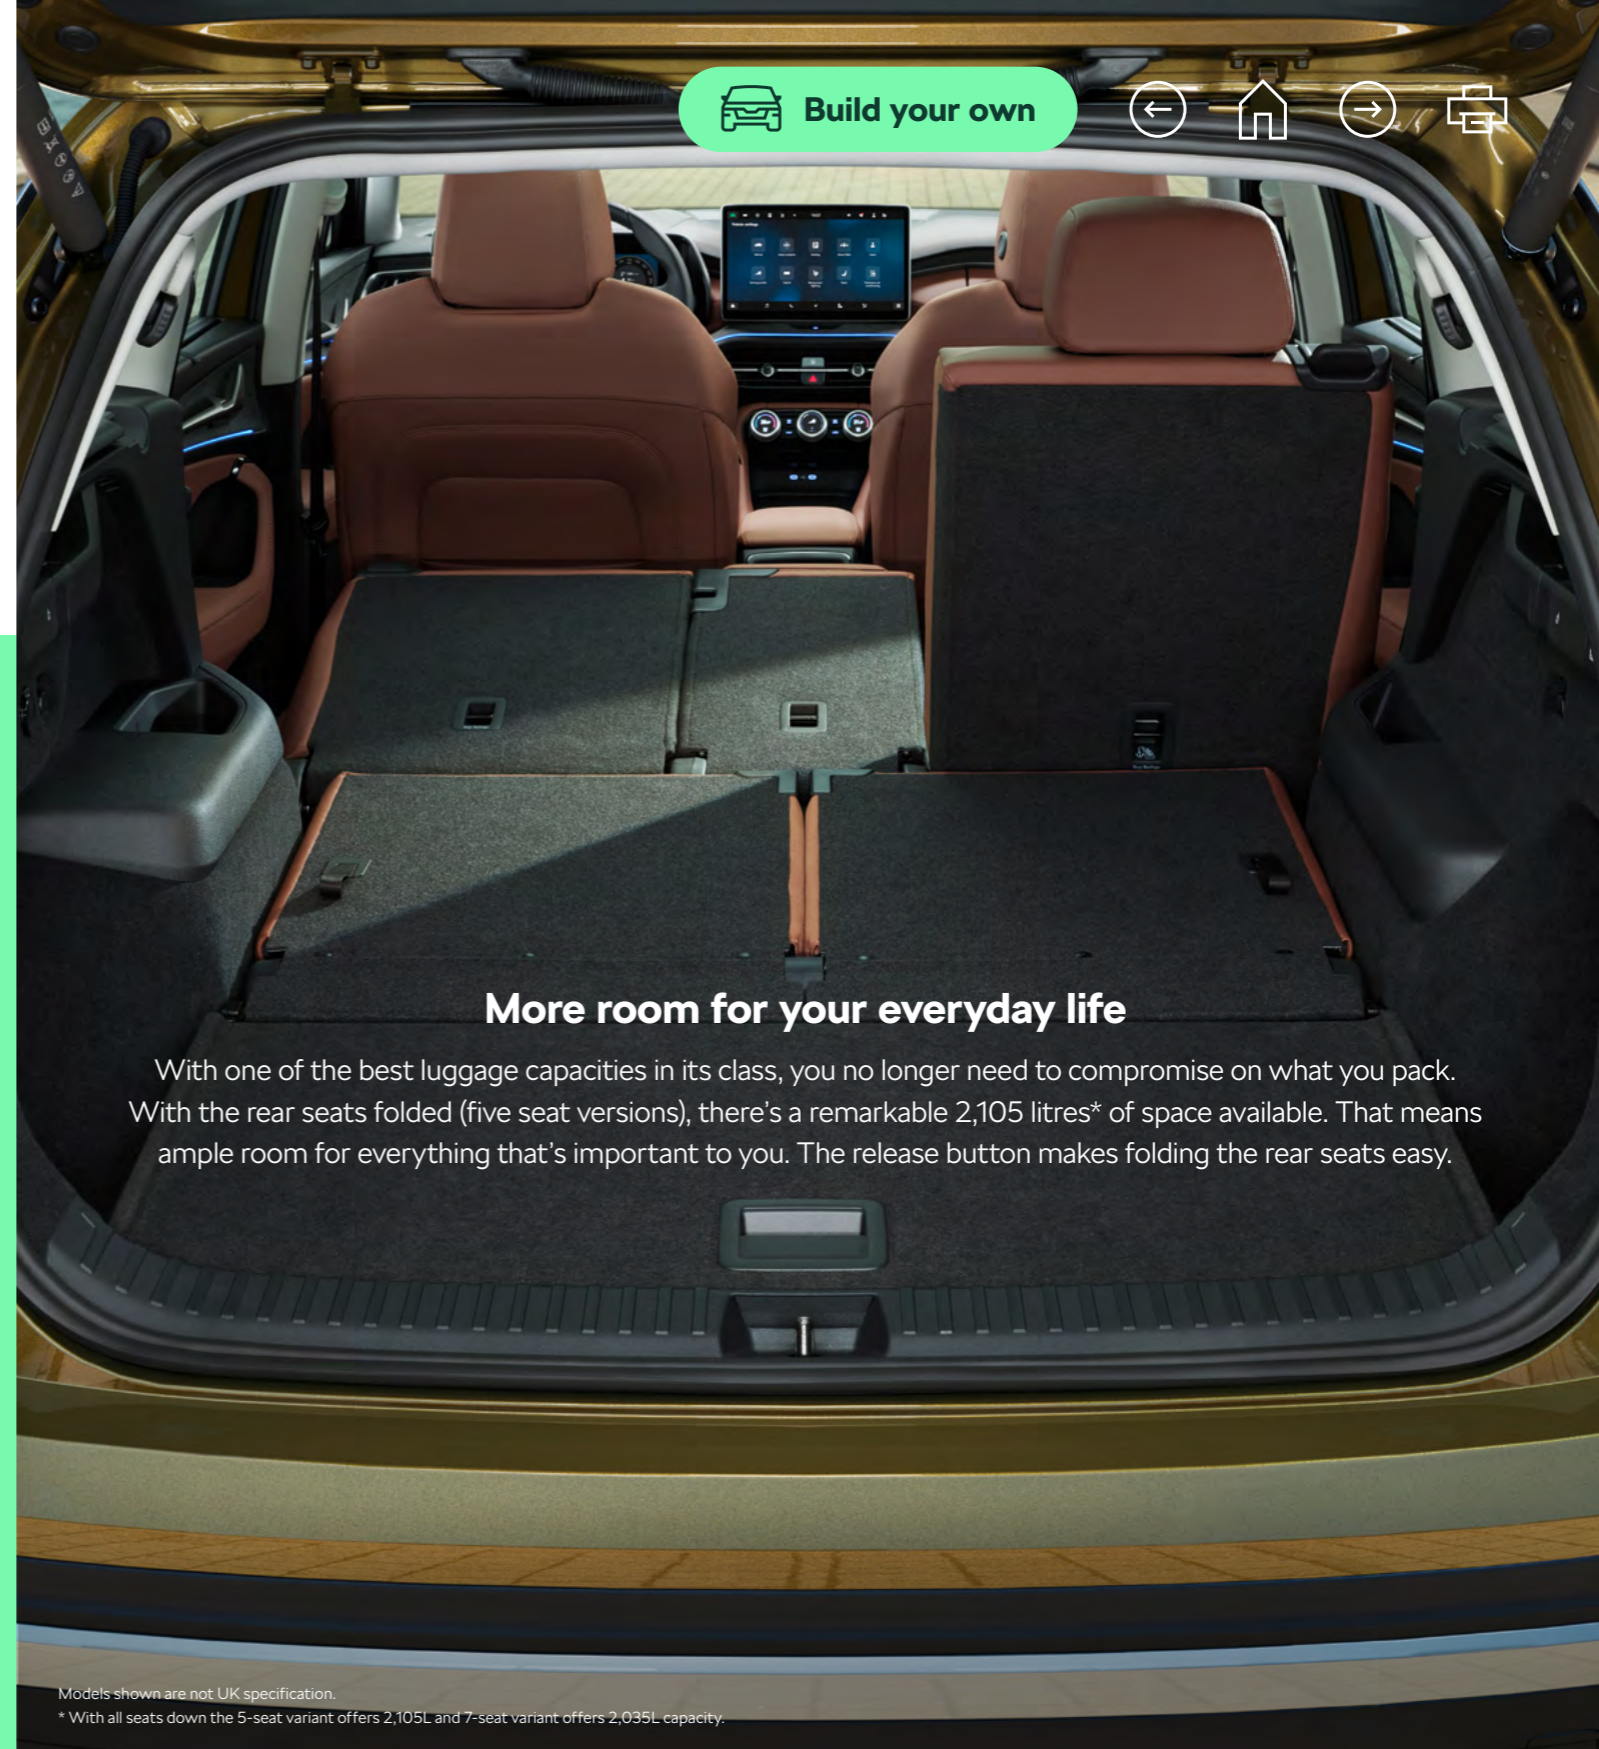 Build your own
More room for your everyday life
With one of the best luggage capacities in its class, you no longer need to compromise on what you pack.
With the rear seats folded (five seat versions), there's a remarkable 2,105 litres* of space available. That means
ample room for everything that's important to you. The release button makes folding the rear seats easy.
Models shown are not UK specification.
* With all seats down the 5-seat variant offers 2,105L and 7-seat variant offers 2,035L capacity.